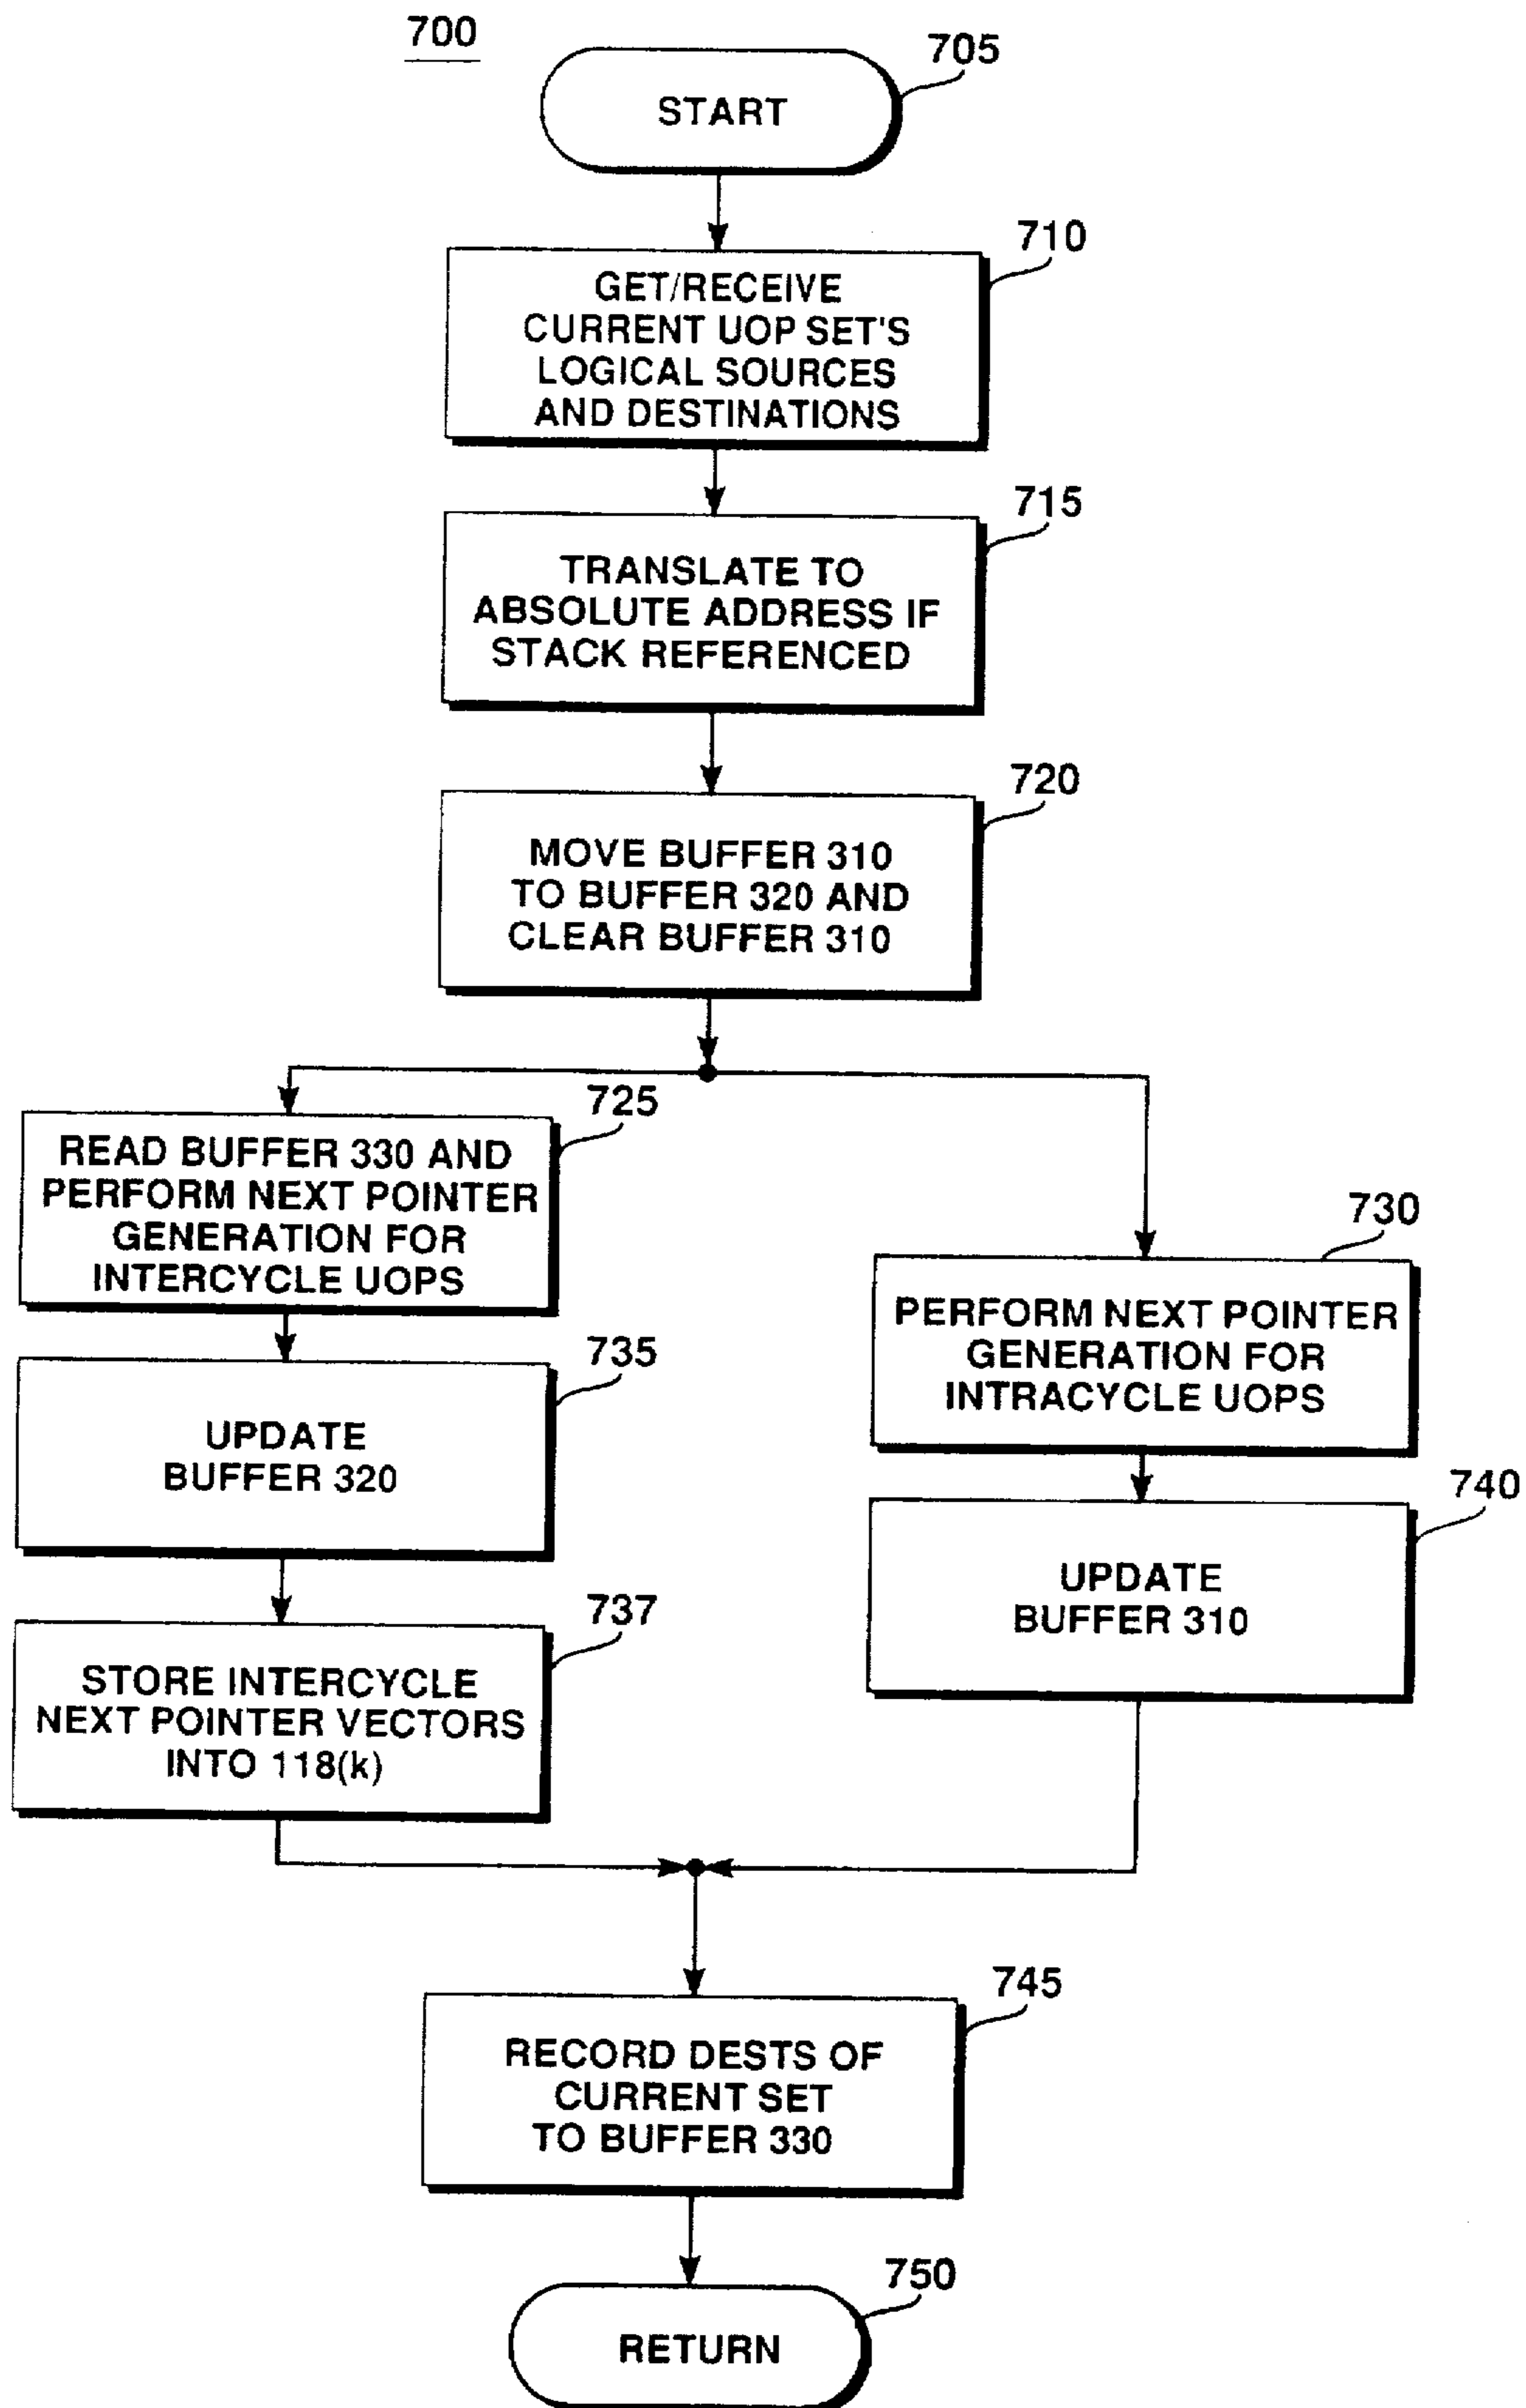 700
705
START
710
GET/RECEIVE
CURRENT UOP SET'S
LOGICAL SOURCES
AND DESTINATIONS
715
TRANSLATE TO
ABSOLUTE ADDRESS IF
STACK REFERENCED
720
MOVE BUFFER 310
TO BUFFER 320 AND
CLEAR BUFFER 310
725
READ BUFFER 330 AND
PERFORM NEXT POINTER
GENERATION FOR
INTERCYCLE UOPS
730
PERFORM NEXT POINTER
GENERATION FOR
INTRACYCLE UOPS
735
UPDATE
BUFFER 320
740
UPDATE
BUFFER 310
737
STORE INTERCYCLE
NEXT POINTER VECTORS
INTO 118(k)
745
RECORD DESTS OF
CURRENT SET
TO BUFFER 330
750
RETURN